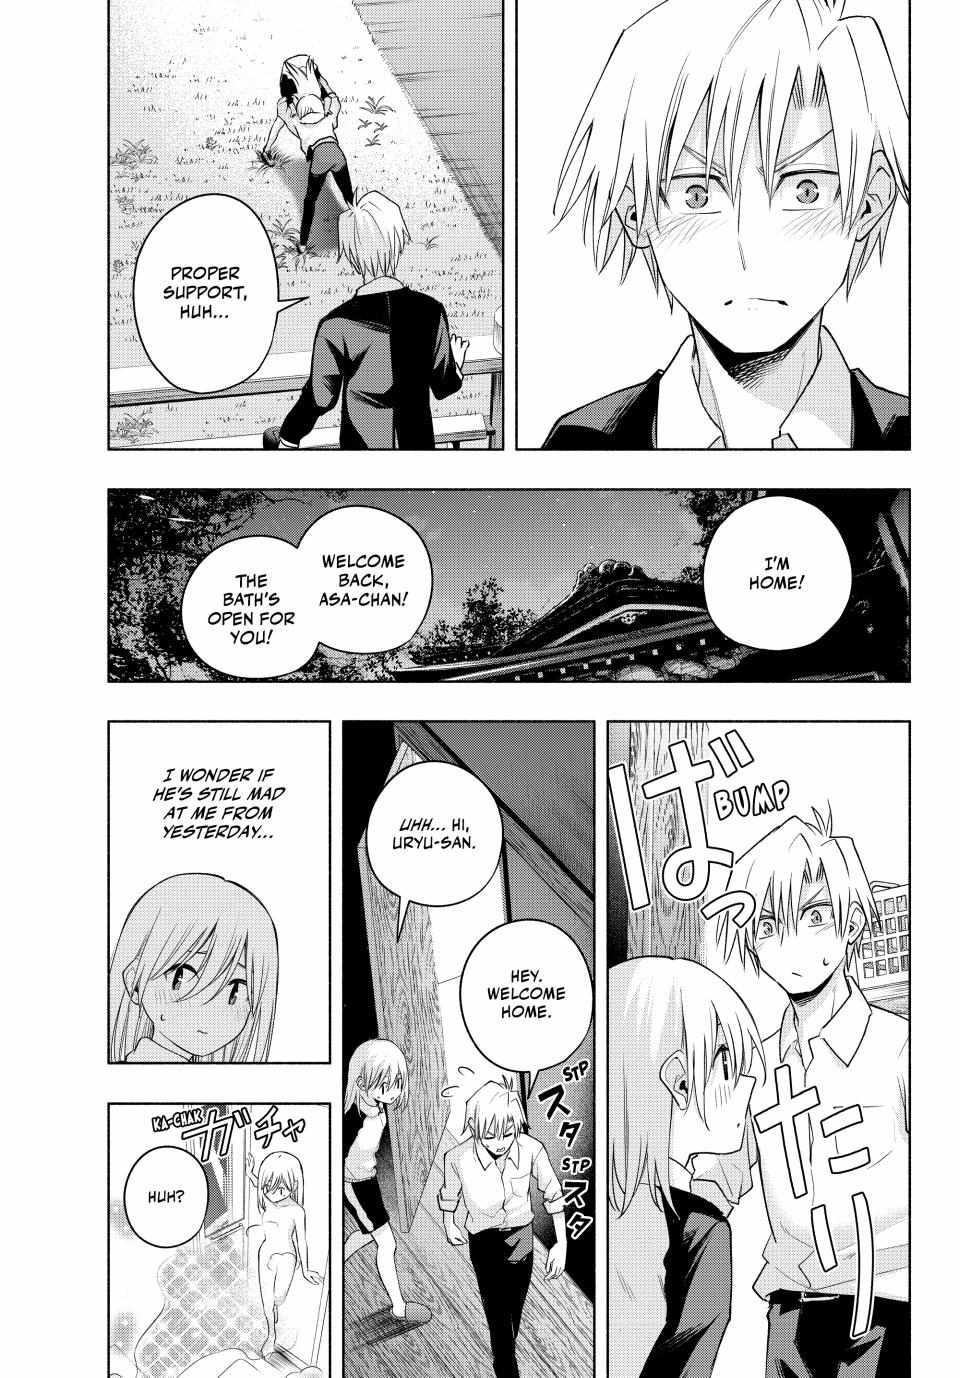 PROPER
SUPPORT,
HUH...
I'M
HOME!
WELCOME
BACK,
ASA-CHAN!
THE
BATH'S
OPEN FOR
YOU!
ばっ
BUMP
たり
UHH... HI,
URYU-SAN.
HEY.
WELCOME
HOME.
STP
スタ
STP
スタ
I WONDER IF
HE'S STILL MAD
AT ME FROM
YESTERDAY...
KA-CHAK
ガチャ
HUH?